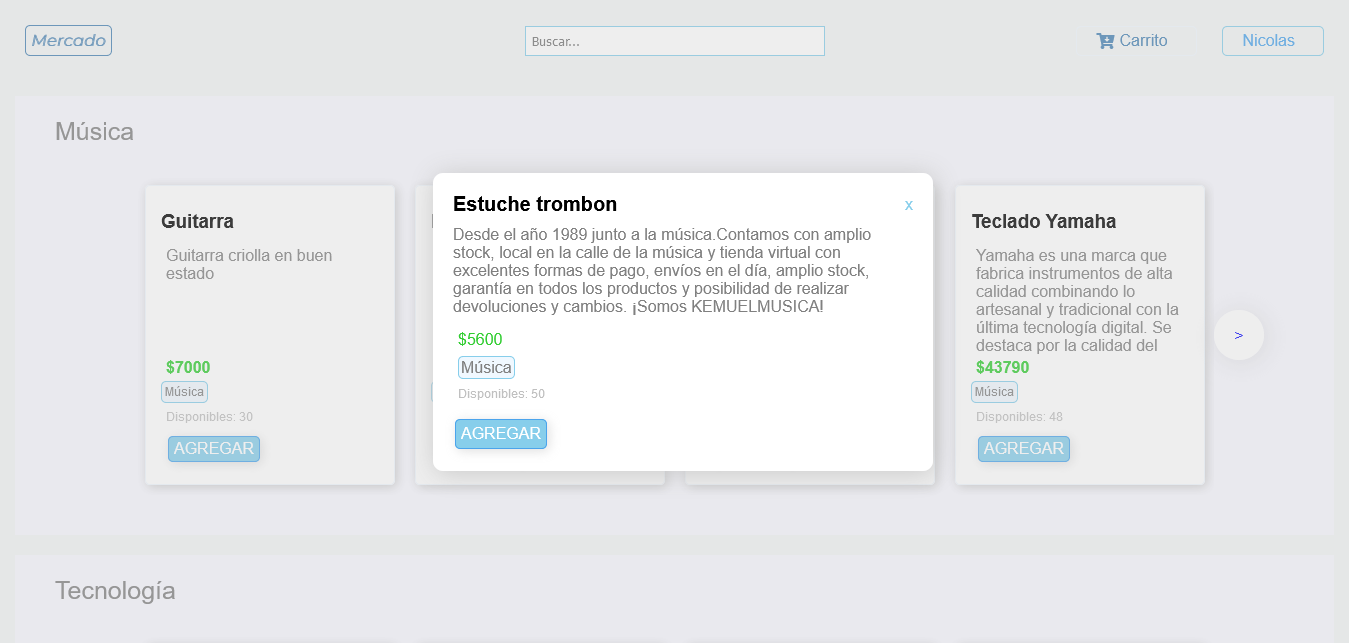 Mercado
Buscar...
Carrito
Nicolas
Música
Guitarra
Guitarra criolla en buen
estado
$7000
Música
Disponibles: 30
AGREGAR
Estuche trombon
x
Desde el año 1989 junto a la música.Contamos con amplio
stock, local en la calle de la música y tienda virtual con
excelentes formas de pago, envíos en el día, amplio stock,
garantía en todos los productos y posibilidad de realizar
devoluciones y cambios. ¡Somos KEMUELMUSICA!
$5600
Música
Disponibles: 50
AGREGAR
Teclado Yamaha
Yamaha es una marca que
fabrica instrumentos de alta
calidad combinando lo
artesanal y tradicional con la
última tecnología digital. Se
destaca por la calidad del
$43790
Música
Disponibles: 48
AGREGAR
>
Tecnología